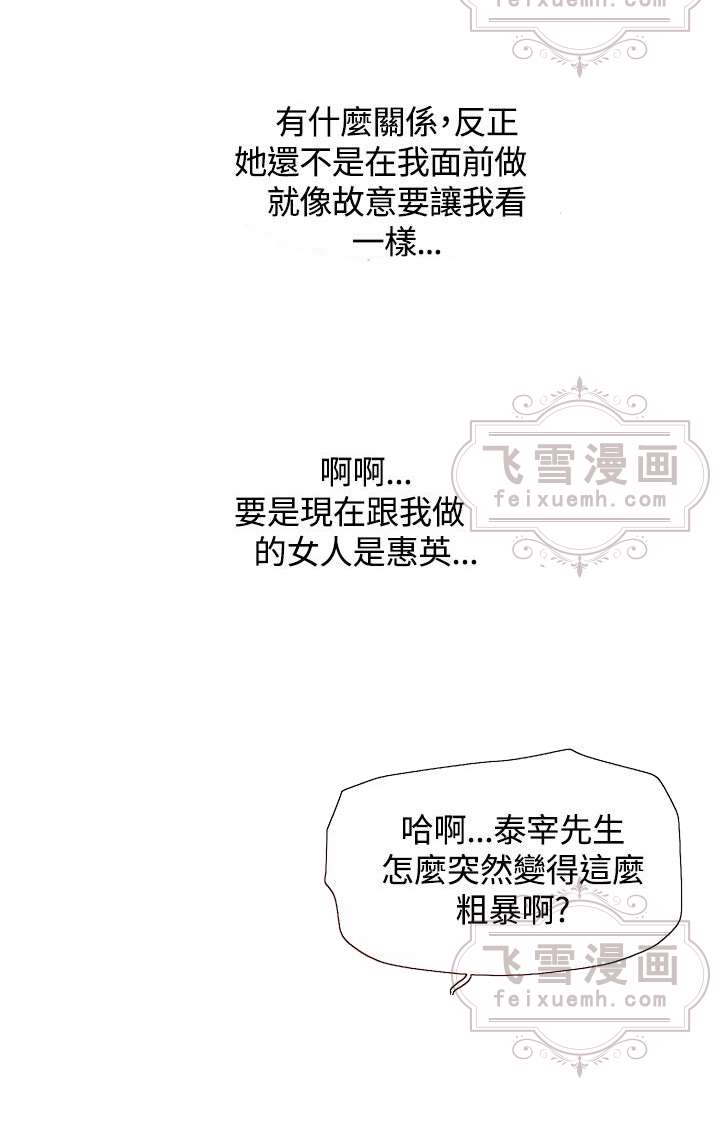 feixuemh.com
有什麼關係，反正
她還不是在我面前做
就像故意要讓我看
一樣...
啊啊...
要是現在跟我做
的女人是惠英...
飞雪漫画
feixuemh.com
哈啊...泰宰先生
怎麼突然變得這麼
粗暴啊?
飞雪漫画
feixuemh.com